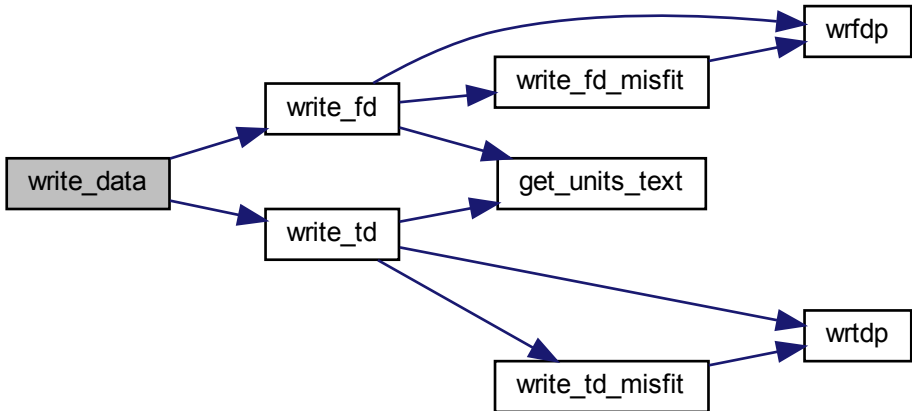 write_data
write_fd
write_td
write_fd_misfit
get_units_text
write_td_misfit
wrfdp
wrtdp